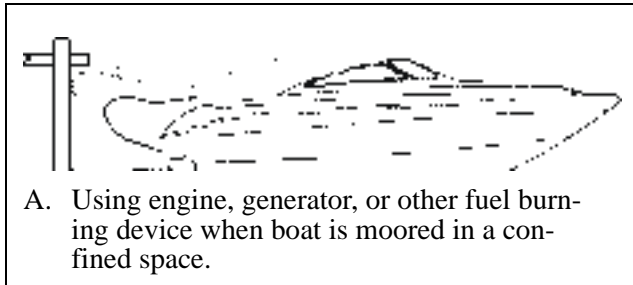 A. Using engine, generator, or other fuel burn-
ing device when boat is moored in a con-
fined space.